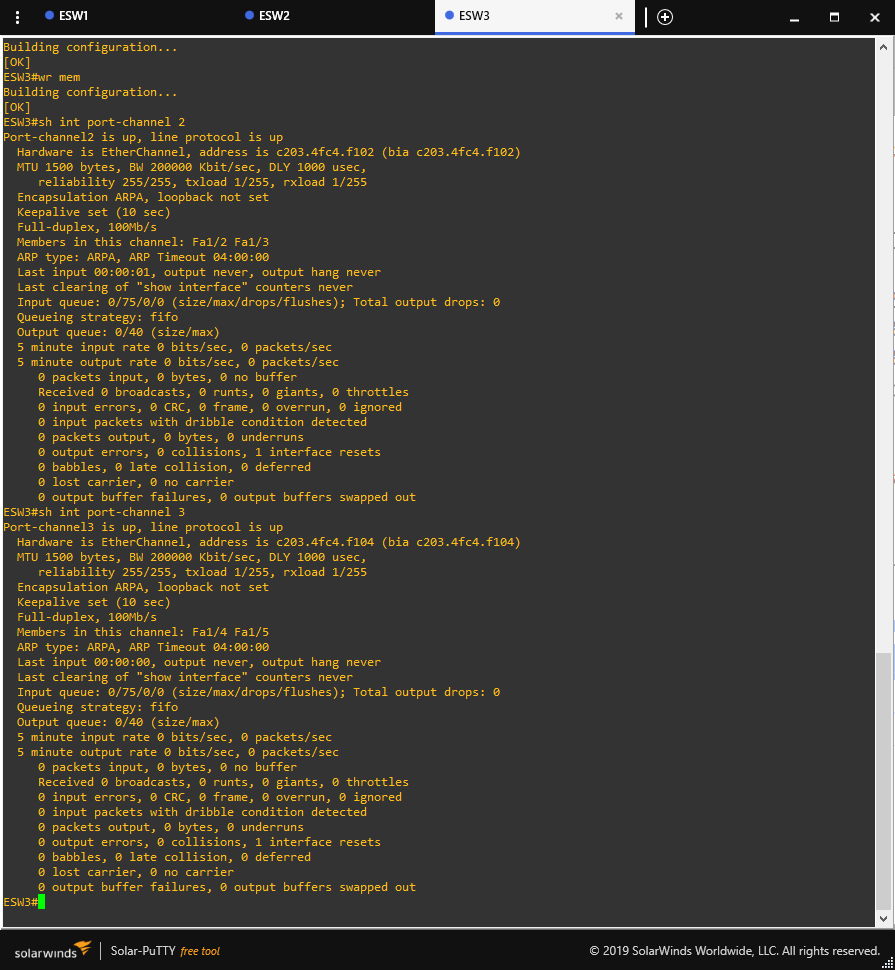 ESW1 ESW2 ESW3
Building configuration...
[OK]
ESW3#wr mem
Building configuration...
[OK]
ESW3#sh int port-channel 2
Port-channel2 is up, line protocol is up
  Hardware is EtherChannel, address is c203.4fc4.f102 (bia c203.4fc4.f102)
  MTU 1500 bytes, BW 200000 Kbit/sec, DLY 1000 usec,
     reliability 255/255, txload 1/255, rxload 1/255
  Encapsulation ARPA, loopback not set
  Keepalive set (10 sec)
  Full-duplex, 100Mb/s
  Members in this channel: Fa1/2 Fa1/3
  ARP type: ARPA, ARP Timeout 04:00:00
  Last input 00:00:01, output never, output hang never
  Last clearing of "show interface" counters never
  Input queue: 0/75/0/0 (size/max/drops/flushes); Total output drops: 0
  Queueing strategy: fifo
  Output queue: 0/40 (size/max)
  5 minute input rate 0 bits/sec, 0 packets/sec
  5 minute output rate 0 bits/sec, 0 packets/sec
     0 packets input, 0 bytes, 0 no buffer
     Received 0 broadcasts, 0 runts, 0 giants, 0 throttles
     0 input errors, 0 CRC, 0 frame, 0 overrun, 0 ignored
     0 input packets with dribble condition detected
     0 packets output, 0 bytes, 0 underruns
     0 output errors, 0 collisions, 1 interface resets
     0 babbles, 0 late collision, 0 deferred
     0 lost carrier, 0 no carrier
     0 output buffer failures, 0 output buffers swapped out
ESW3#sh int port-channel 3
Port-channel3 is up, line protocol is up
  Hardware is EtherChannel, address is c203.4fc4.f104 (bia c203.4fc4.f104)
  MTU 1500 bytes, BW 200000 Kbit/sec, DLY 1000 usec,
     reliability 255/255, txload 1/255, rxload 1/255
  Encapsulation ARPA, loopback not set
  Keepalive set (10 sec)
  Full-duplex, 100Mb/s
  Members in this channel: Fa1/4 Fa1/5
  ARP type: ARPA, ARP Timeout 04:00:00
  Last input 00:00:00, output never, output hang never
  Last clearing of "show interface" counters never
  Input queue: 0/75/0/0 (size/max/drops/flushes); Total output drops: 0
  Queueing strategy: fifo
  Output queue: 0/40 (size/max)
  5 minute input rate 0 bits/sec, 0 packets/sec
  5 minute output rate 0 bits/sec, 0 packets/sec
     0 packets input, 0 bytes, 0 no buffer
     Received 0 broadcasts, 0 runts, 0 giants, 0 throttles
     0 input errors, 0 CRC, 0 frame, 0 overrun, 0 ignored
     0 input packets with dribble condition detected
     0 packets output, 0 bytes, 0 underruns
     0 output errors, 0 collisions, 1 interface resets
     0 babbles, 0 late collision, 0 deferred
     0 lost carrier, 0 no carrier
     0 output buffer failures, 0 output buffers swapped out
ESW3#
solarwinds Solar-PuTTY free tool © 2019 SolarWinds Worldwide, LLC. All rights reserved.